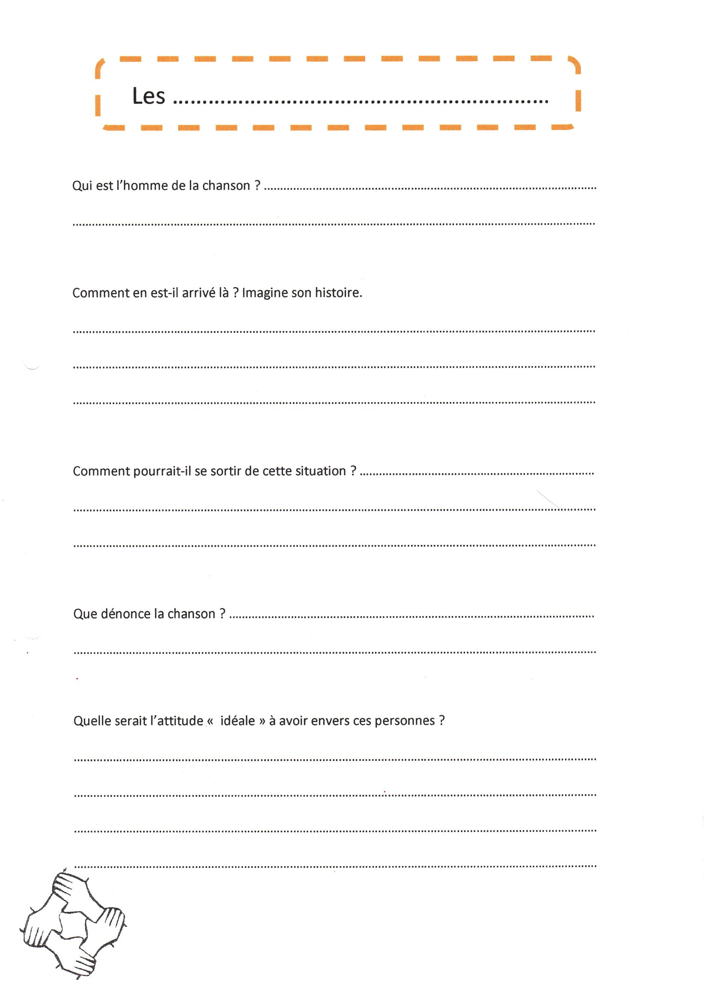 Les ..............................................................
Qui est l'homme de la chanson ? ..............................................................
..............................................................
Comment en est-il arrivé là ? Imagine son histoire.
..............................................................
..............................................................
..............................................................
Comment pourrait-il se sortir de cette situation ? ..............................................................
..............................................................
..............................................................
Que dénonce la chanson ? ..............................................................
..............................................................
Quelle serait l'attitude «  idéale » à avoir envers ces personnes ?
..............................................................
..............................................................
..............................................................
..............................................................